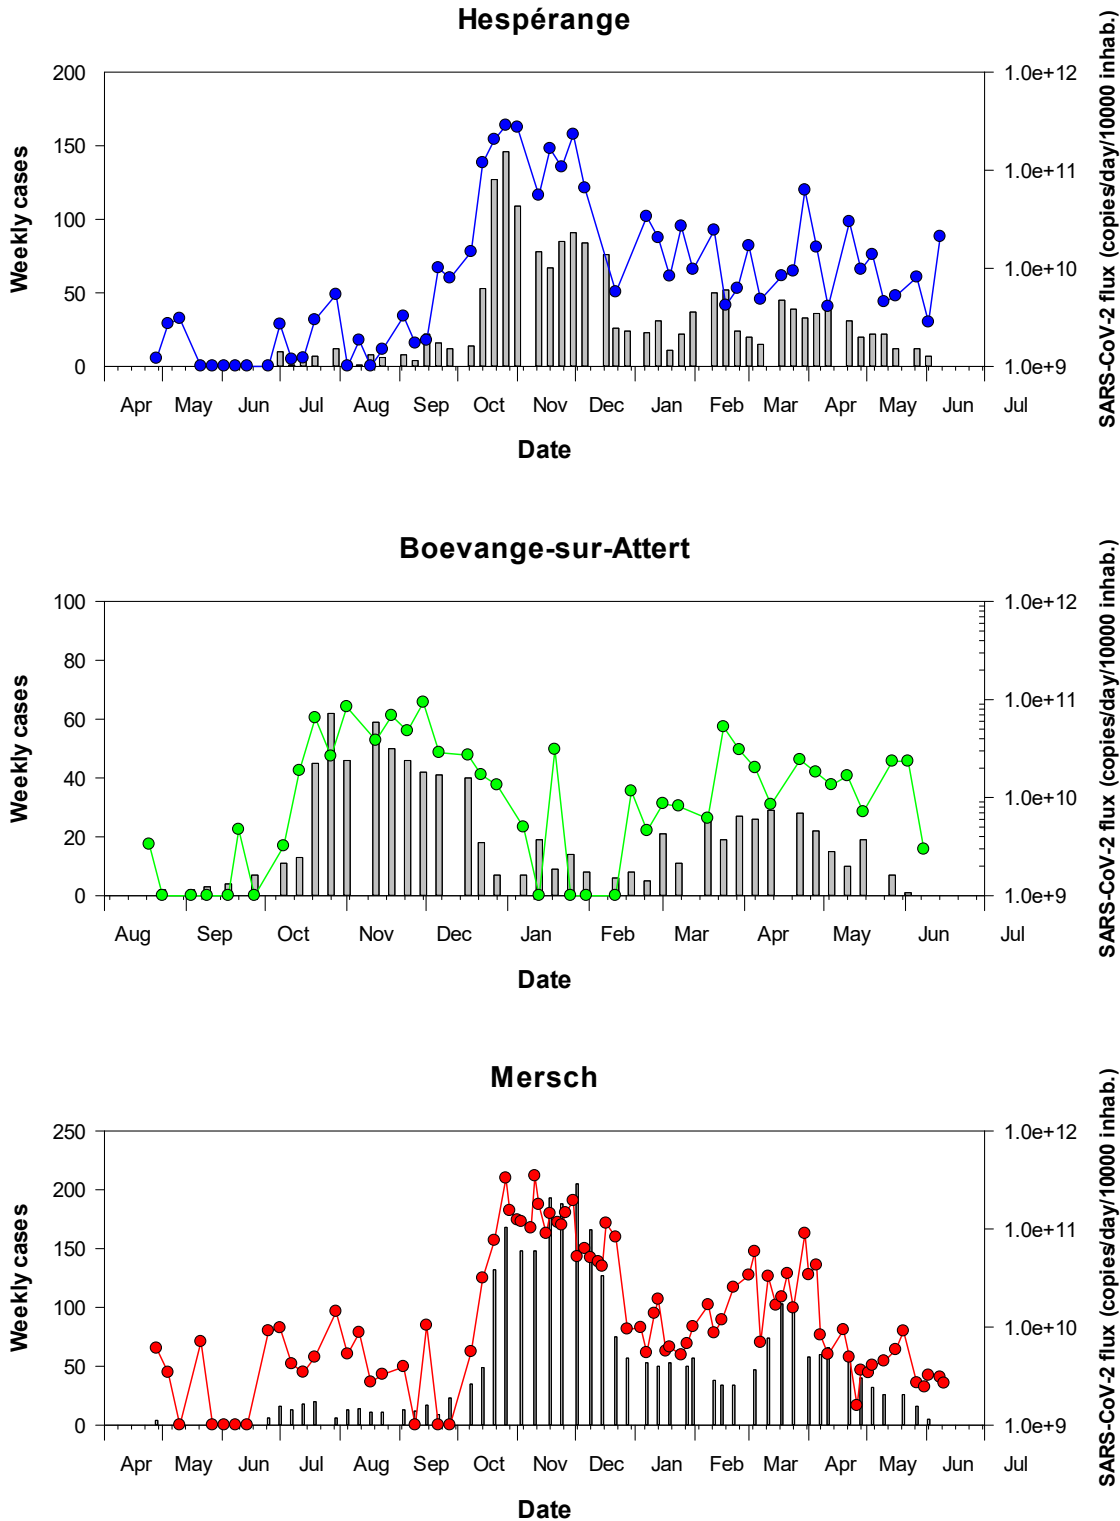 Hespérange
Weekly cases
200
150
100
50
0
SARS-CoV-2 flux (copies/day/10000 inhab.)
1.0e+12
1.0e+11
1.0e+10
1.0e+9
Apr May Jun Jul Aug Sep Oct Nov Dec Jan Feb Mar Apr May Jun Jul
Date
Boevange-sur-Attert
Weekly cases
100
80
60
40
20
0
SARS-CoV-2 flux (copies/day/10000 inhab.)
1.0e+12
1.0e+11
1.0e+10
1.0e+9
Aug Sep Oct Nov Dec Jan Feb Mar Apr May Jun Jul
Date
Mersch
Weekly cases
250
200
150
100
50
0
SARS-CoV-2 flux (copies/day/10000 inhab.)
1.0e+12
1.0e+11
1.0e+10
1.0e+9
Apr May Jun Jul Aug Sep Oct Nov Dec Jan Feb Mar Apr May Jun Jul
Date